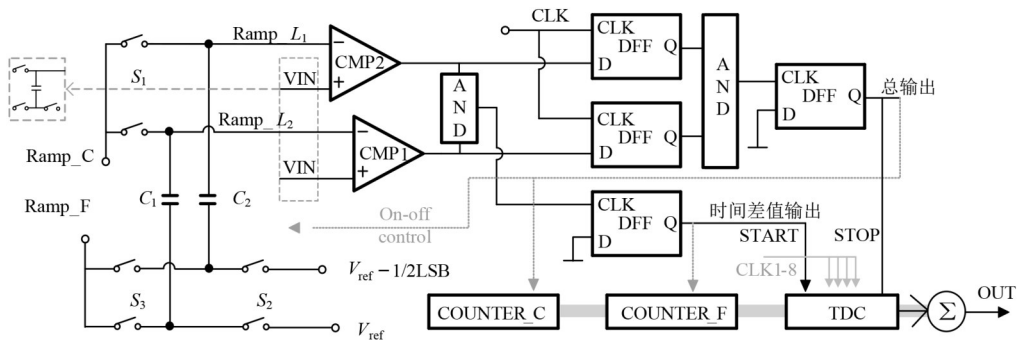 CLK
Ramp_L1
S1
VIN
CMP2
AND
CLK
DFF
Q
D
AND
CLK
DFF
Q
D
总输出
Ramp_L2
VIN
CMP1
CLK
DFF
Q
D
Ramp_C
Ramp_F
C1
C2
On-off
control
CLK
DFF
Q
D
时间差值输出
START
STOP
CLK1-8
Vref−1/2LSB
S3
S2
Vref
COUNTER_C
COUNTER_F
TDC
Σ
OUT